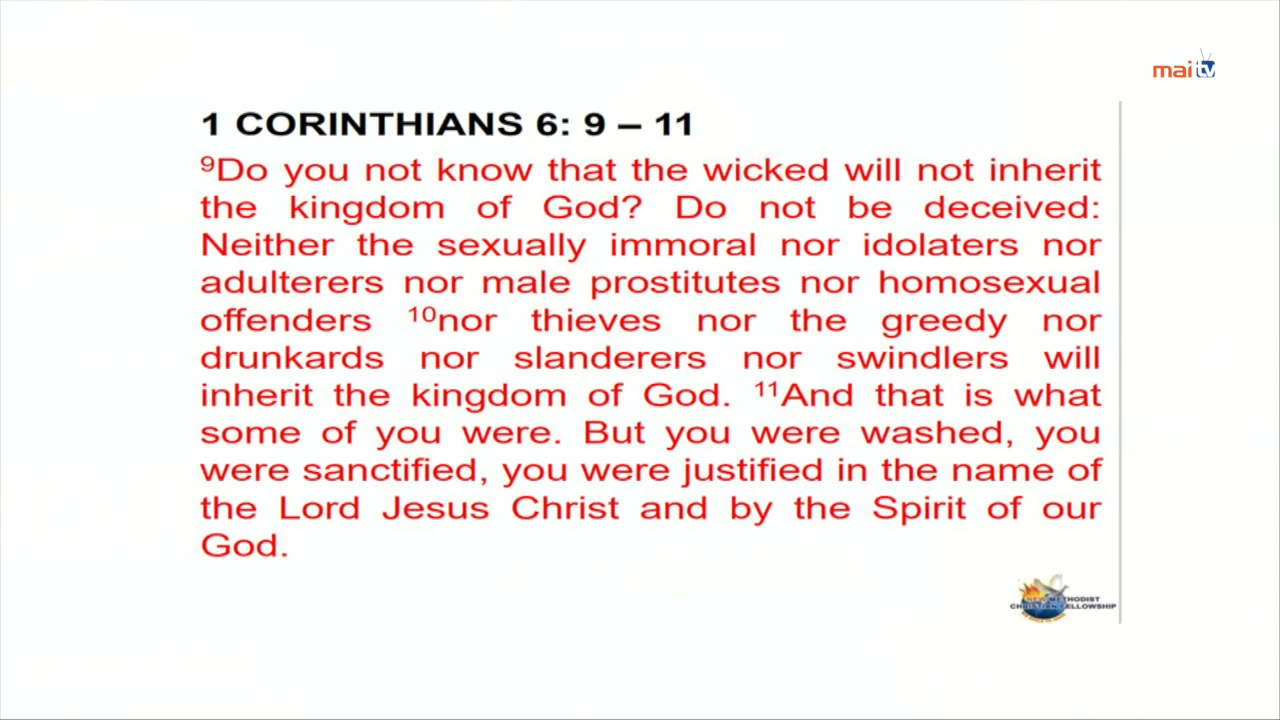 mai tv
1 CORINTHIANS 6: 9 – 11
⁹Do you not know that the wicked will not inherit
the kingdom of God? Do not be deceived:
Neither the sexually immoral nor idolaters nor
adulterers nor male prostitutes nor homosexual
offenders ¹⁰nor thieves nor the greedy nor
drunkards nor slanderers nor swindlers will
inherit the kingdom of God. ¹¹And that is what
some of you were. But you were washed, you
were sanctified, you were justified in the name of
the Lord Jesus Christ and by the Spirit of our
God.
NEW METHODIST
CHRISTIAN FELLOWSHIP